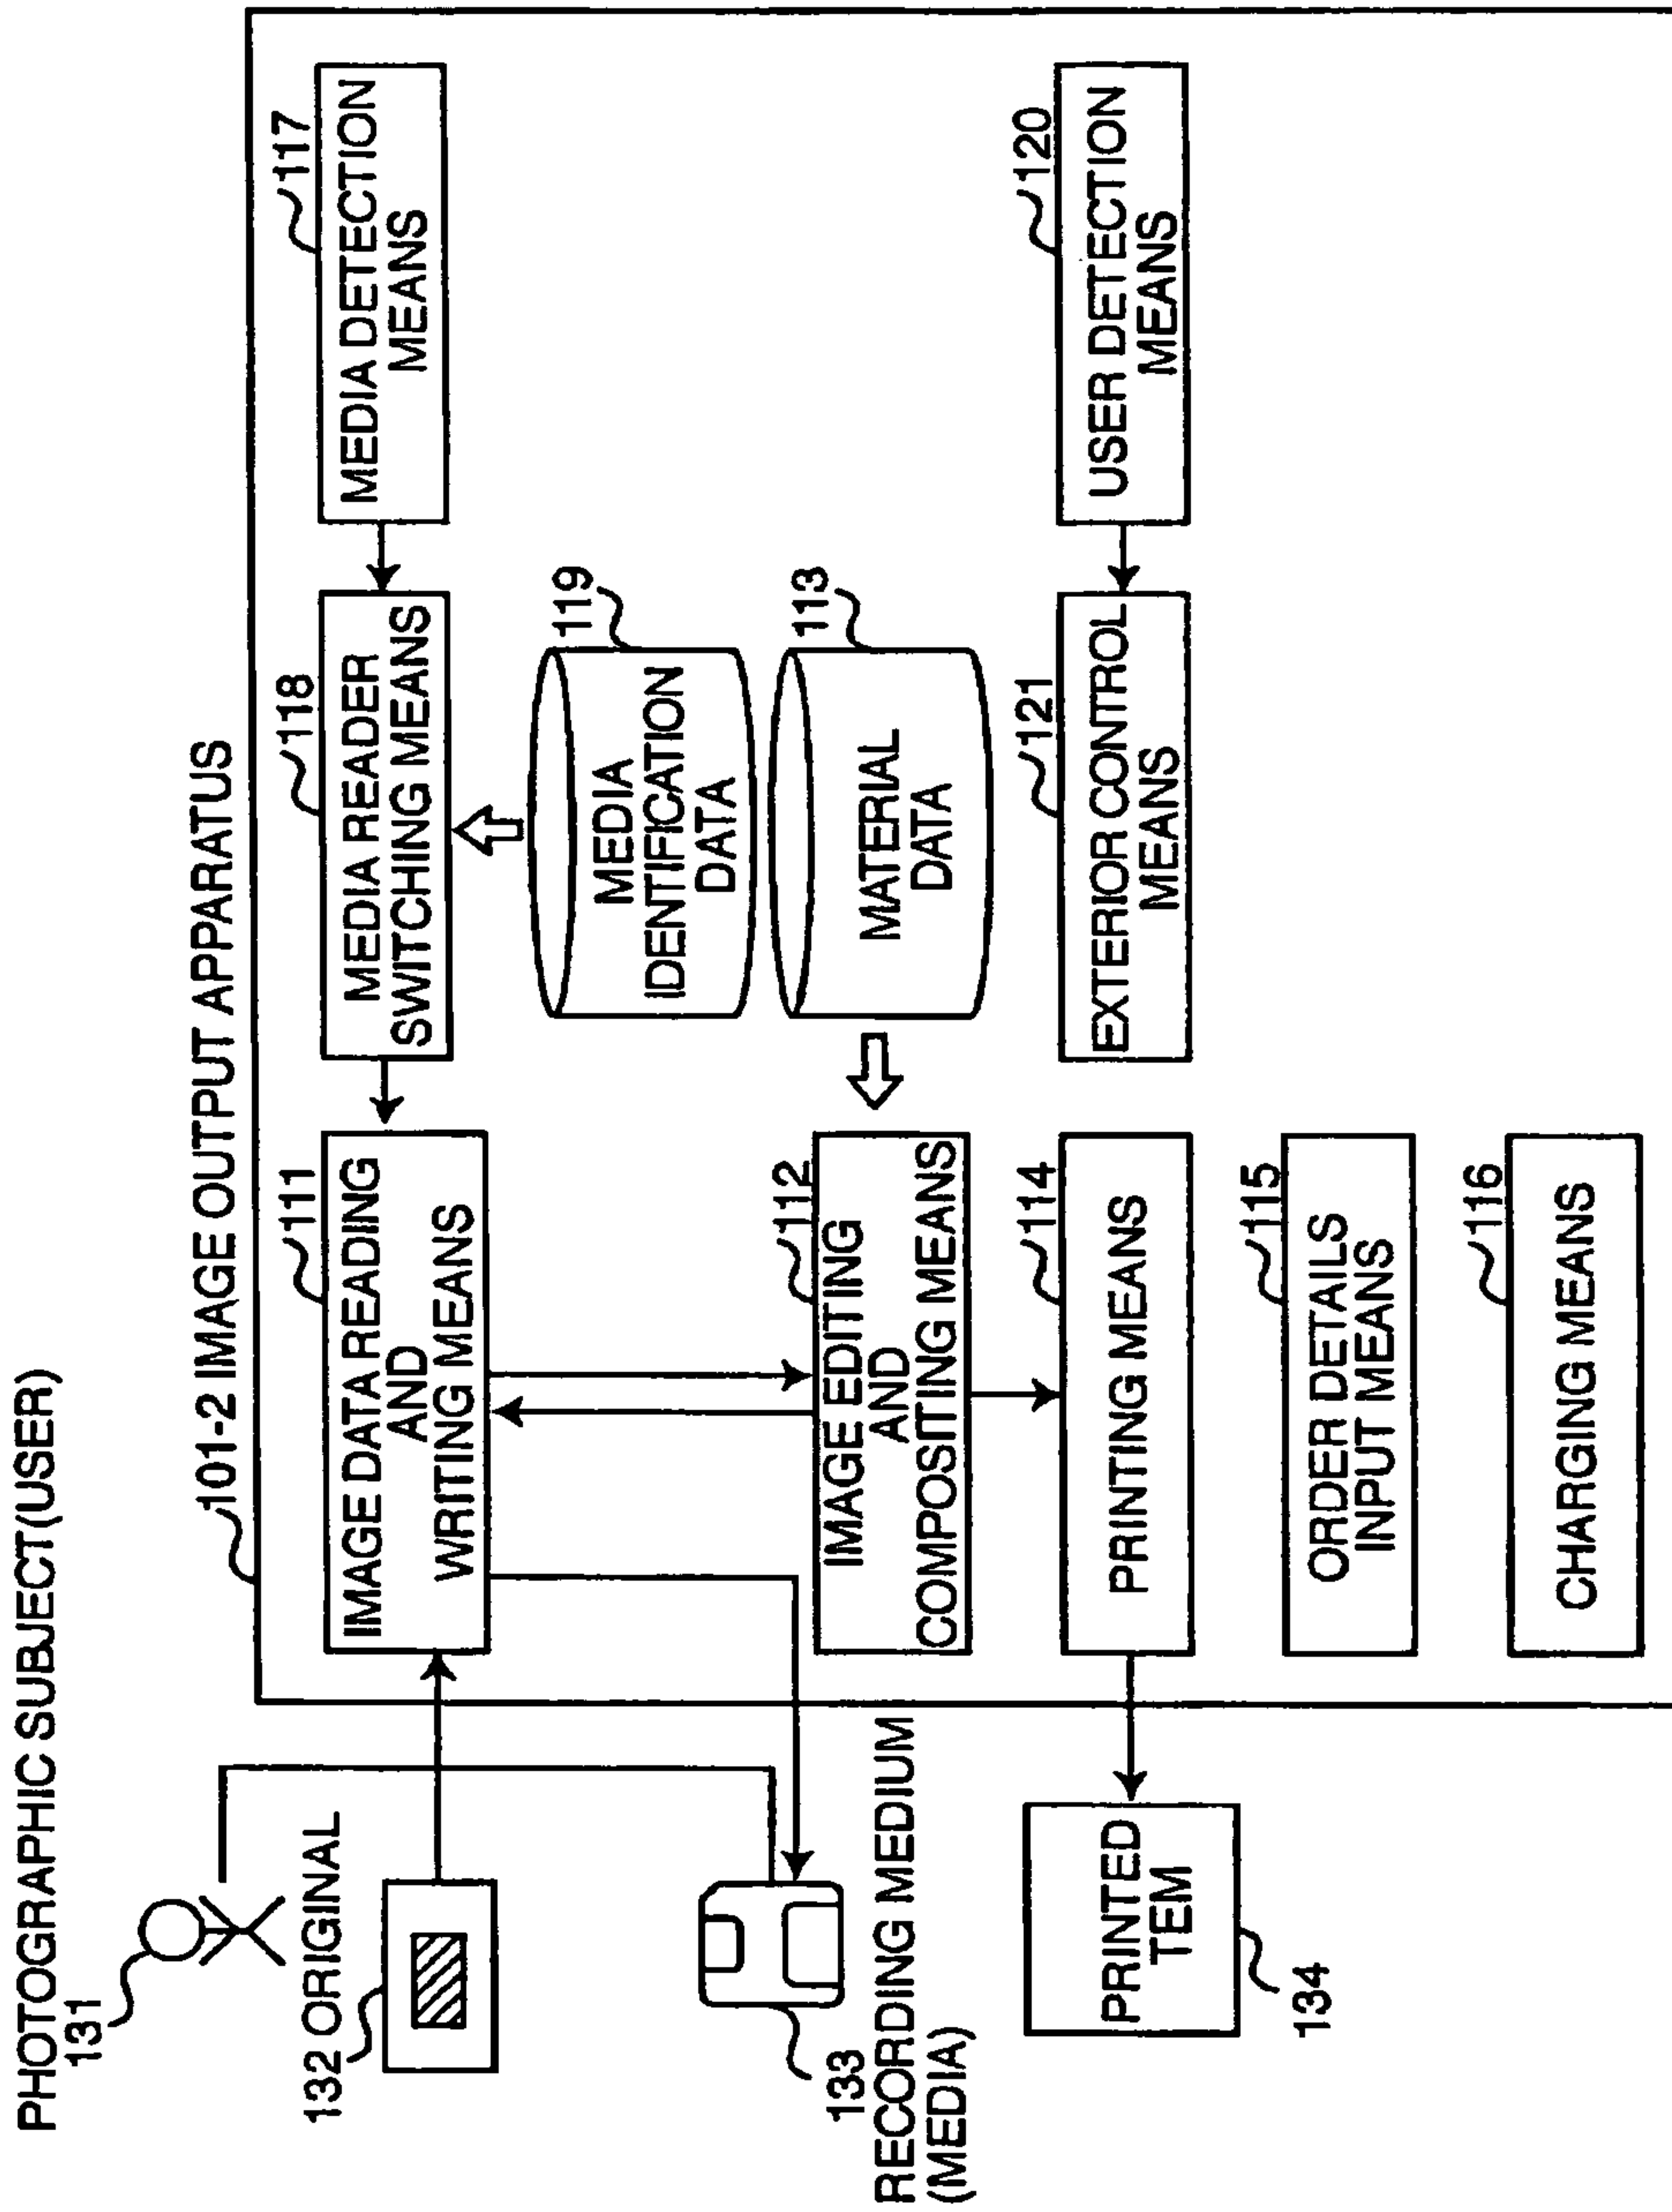 PHOTOGRAPHIC SUBJECT(USER)
131
101-2 IMAGE OUTPUT APPARATUS
132 ORIGINAL
111
IMAGE DATA READING
AND
WRITING MEANS
118
MEDIA READER
SWITCHING MEANS
117
MEDIA DETECTION
MEANS
119
MEDIA
IDENTIFICATION
DATA
133
RECORDING MEDIUM
(MEDIA)
112
IMAGE EDITING
AND
COMPOSITING MEANS
113
MATERIAL
DATA
PRINTED
TEM
134
114
PRINTING MEANS
121
EXTERIOR CONTROL
MEANS
120
USER DETECTION
MEANS
115
ORDER DETAILS
INPUT MEANS
116
CHARGING MEANS